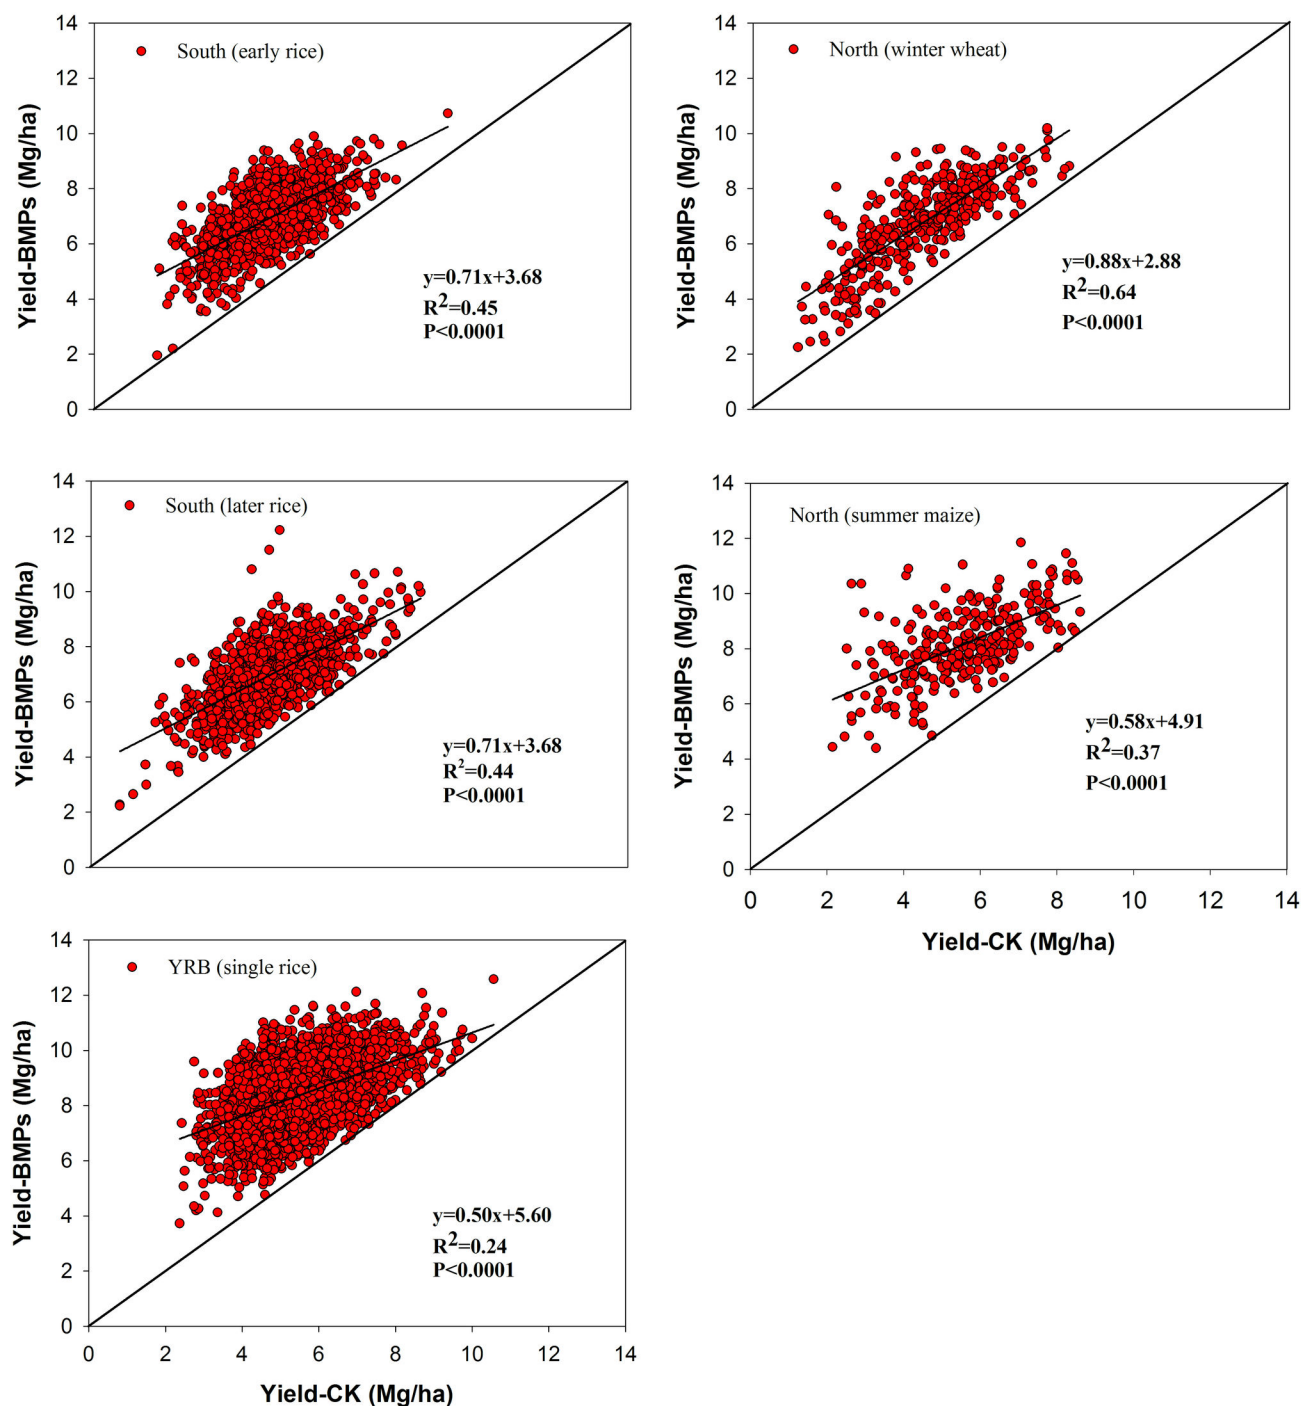 Yield-BMPs (Mg/ha)
14
12
10
8
6
4
2
0
South (early rice)
y=0.71x+3.68
R²=0.45
P<0.0001
Yield-BMPs (Mg/ha)
14
12
10
8
6
4
2
0
North (winter wheat)
y=0.88x+2.88
R²=0.64
P<0.0001
Yield-BMPs (Mg/ha)
14
12
10
8
6
4
2
0
South (later rice)
y=0.71x+3.68
R²=0.44
P<0.0001
Yield-BMPs (Mg/ha)
14
12
10
8
6
4
2
0
North (summer maize)
y=0.58x+4.91
R²=0.37
P<0.0001
0 2 4 6 8 10 12 14
Yield-CK (Mg/ha)
Yield-BMPs (Mg/ha)
14
12
10
8
6
4
2
0
YRB (single rice)
y=0.50x+5.60
R²=0.24
P<0.0001
0 2 4 6 8 10 12 14
Yield-CK (Mg/ha)